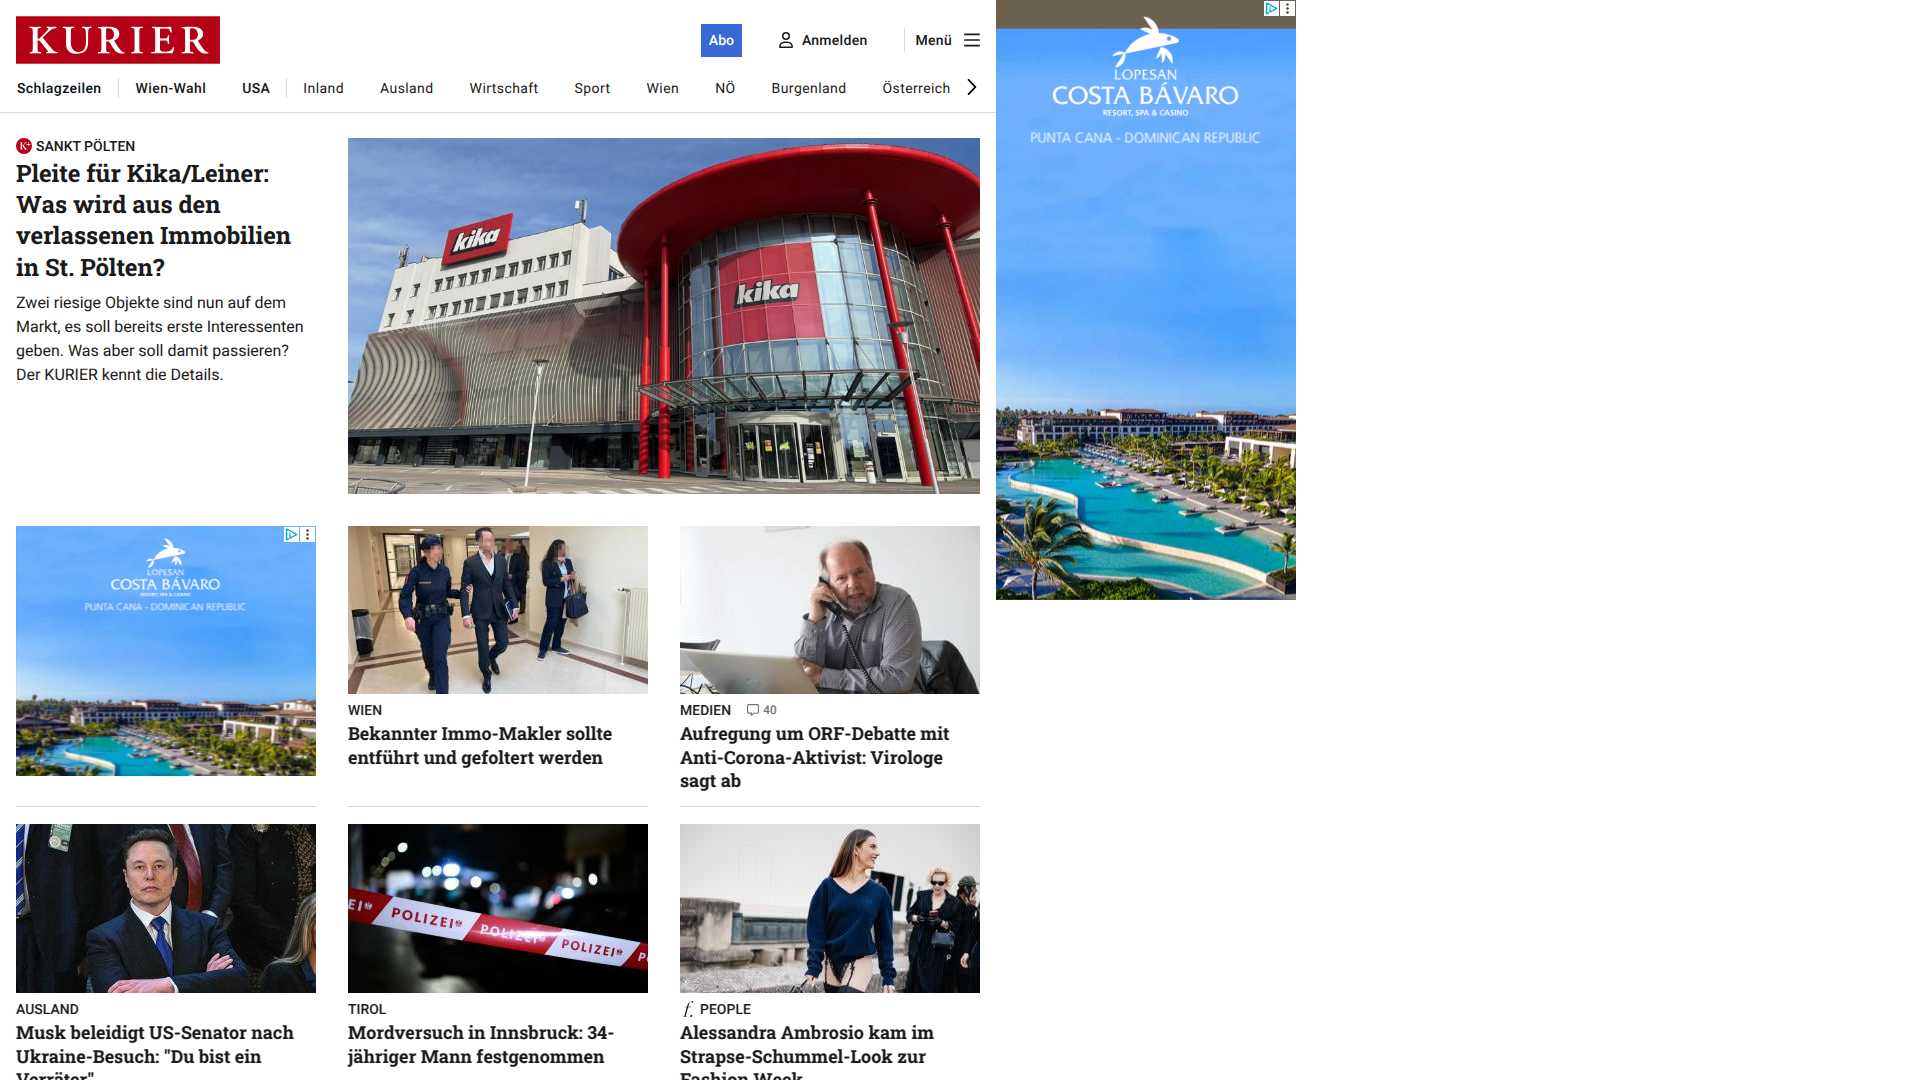 KURIER
Abo
Anmelden
Menü
Schlagzeilen
Wien-Wahl
USA
Inland
Ausland
Wirtschaft
Sport
Wien
NÖ
Burgenland
Österreich
SANKT PÖLTEN
Pleite für Kika/Leiner:
Was wird aus den
verlassenen Immobilien
in St. Pölten?
Zwei riesige Objekte sind nun auf dem
Markt, es soll bereits erste Interessenten
geben. Was aber soll damit passieren?
Der KURIER kennt die Details.
kika
kika
LOPESAN
COSTA BÁVARO
RESORT, SPA & CASINO
PUNTA CANA - DOMINICAN REPUBLIC
LOPESAN
COSTA BÁVARO
RESORT, SPA & CASINO
PUNTA CANA - DOMINICAN REPUBLIC
WIEN
Bekannter Immo-Makler sollte
entführt und gefoltert werden
MEDIEN 40
Aufregung um ORF-Debatte mit
Anti-Corona-Aktivist: Virologe
sagt ab
AUSLAND
Musk beleidigt US-Senator nach
Ukraine-Besuch: "Du bist ein
Verräter"
POLIZEI
POLIZEI
POLIZEI
TIROL
Mordversuch in Innsbruck: 34-
jähriger Mann festgenommen
f. PEOPLE
Alessandra Ambrosio kam im
Strapse-Schummel-Look zur
Fashion Week